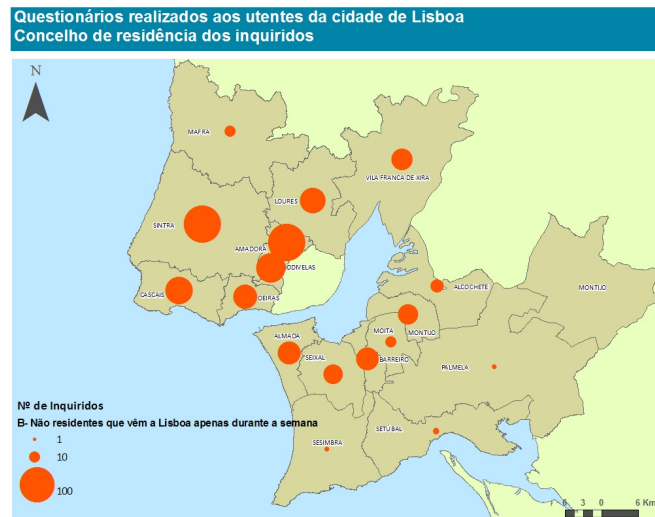 Questionários realizados aos utentes da cidade de Lisboa
Concelho de residência dos inquiridos
N
MAFRA
VILA FRANCA DE XIRA
LOURES
SINTRA
AMADORA
ODIVELAS
CASCAIS
OEIRAS
ALCOCHETE
MONTIJO
ALMADA
MOITA
MONTIJO
SEIXAL
BARREIRO
PALMELA
SETÚBAL
SESIMBRA
Nº de Inquiridos
B- Não residentes que vêm a Lisboa apenas durante a semana
1
10
100
6 3 0 6 Km